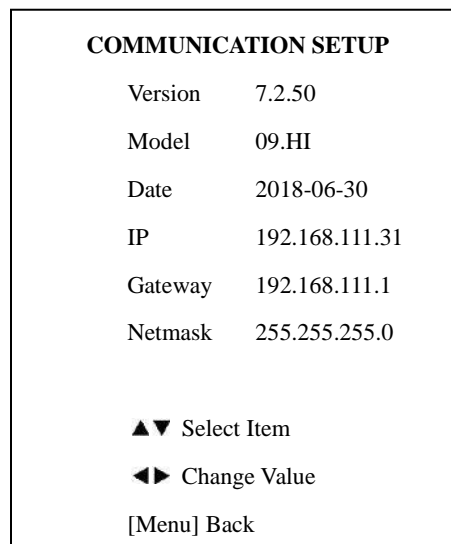 COMMUNICATION SETUP
Version 7.2.50
Model 09.HI
Date 2018-06-30
IP 192.168.111.31
Gateway 192.168.111.1
Netmask 255.255.255.0
▲▼ Select Item
◀▶ Change Value
[Menu] Back